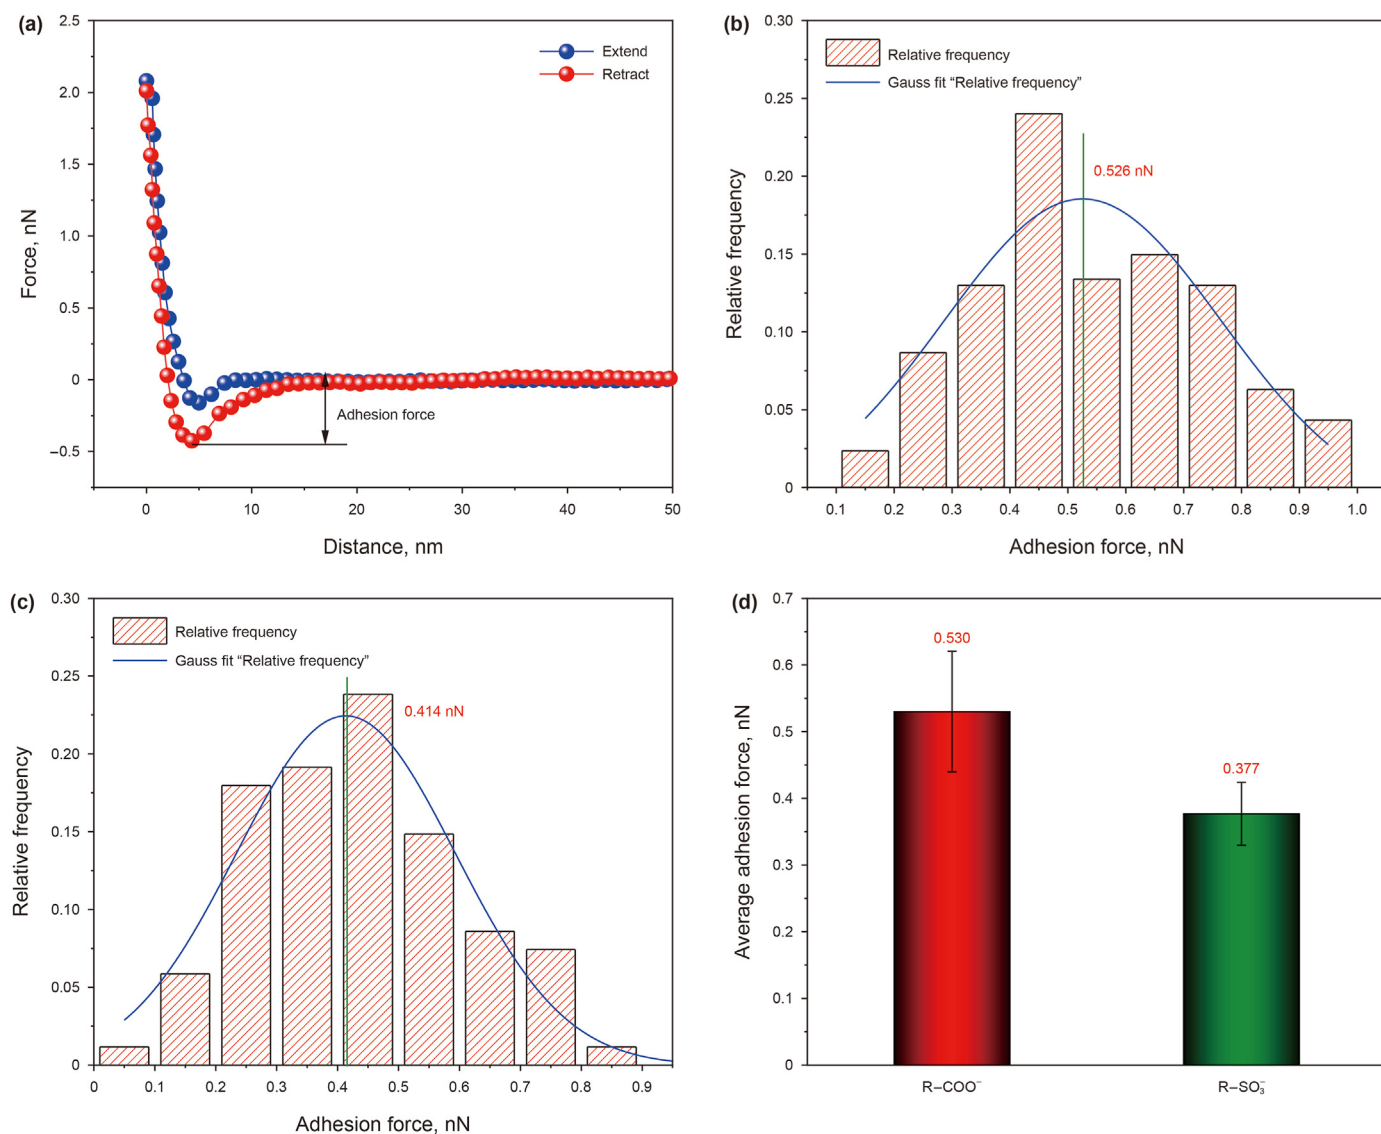 (a)
2.5
2.0
1.5
1.0
0.5
0
–0.5
Force, nN
Extend
Retract
Adhesion force
0
10
20
30
40
50
Distance, nm
(b)
0.30
0.25
0.20
0.15
0.10
0.05
0
Relative frequency
Relative frequency
Gauss fit “Relative frequency”
0.526 nN
0.1
0.2
0.3
0.4
0.5
0.6
0.7
0.8
0.9
1.0
Adhesion force, nN
(c)
0.30
0.25
0.20
0.15
0.10
0.05
0
Relative frequency
Relative frequency
Gauss fit “Relative frequency”
0.414 nN
0
0.1
0.2
0.3
0.4
0.5
0.6
0.7
0.8
0.9
Adhesion force, nN
(d)
0.7
0.6
0.5
0.4
0.3
0.2
0.1
0
Average adhesion force, nN
0.530
0.377
R–COO⁻
R–SO₃⁻